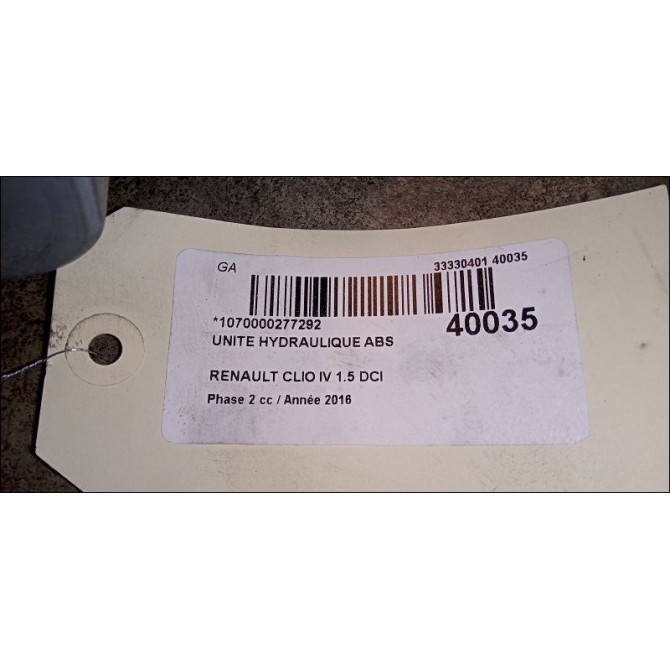 GA 33330401 40035
*1070000277292 40035
UNITE HYDRAULIQUE ABS
RENAULT CLIO IV 1.5 DCI
Phase 2 cc / Année 2016